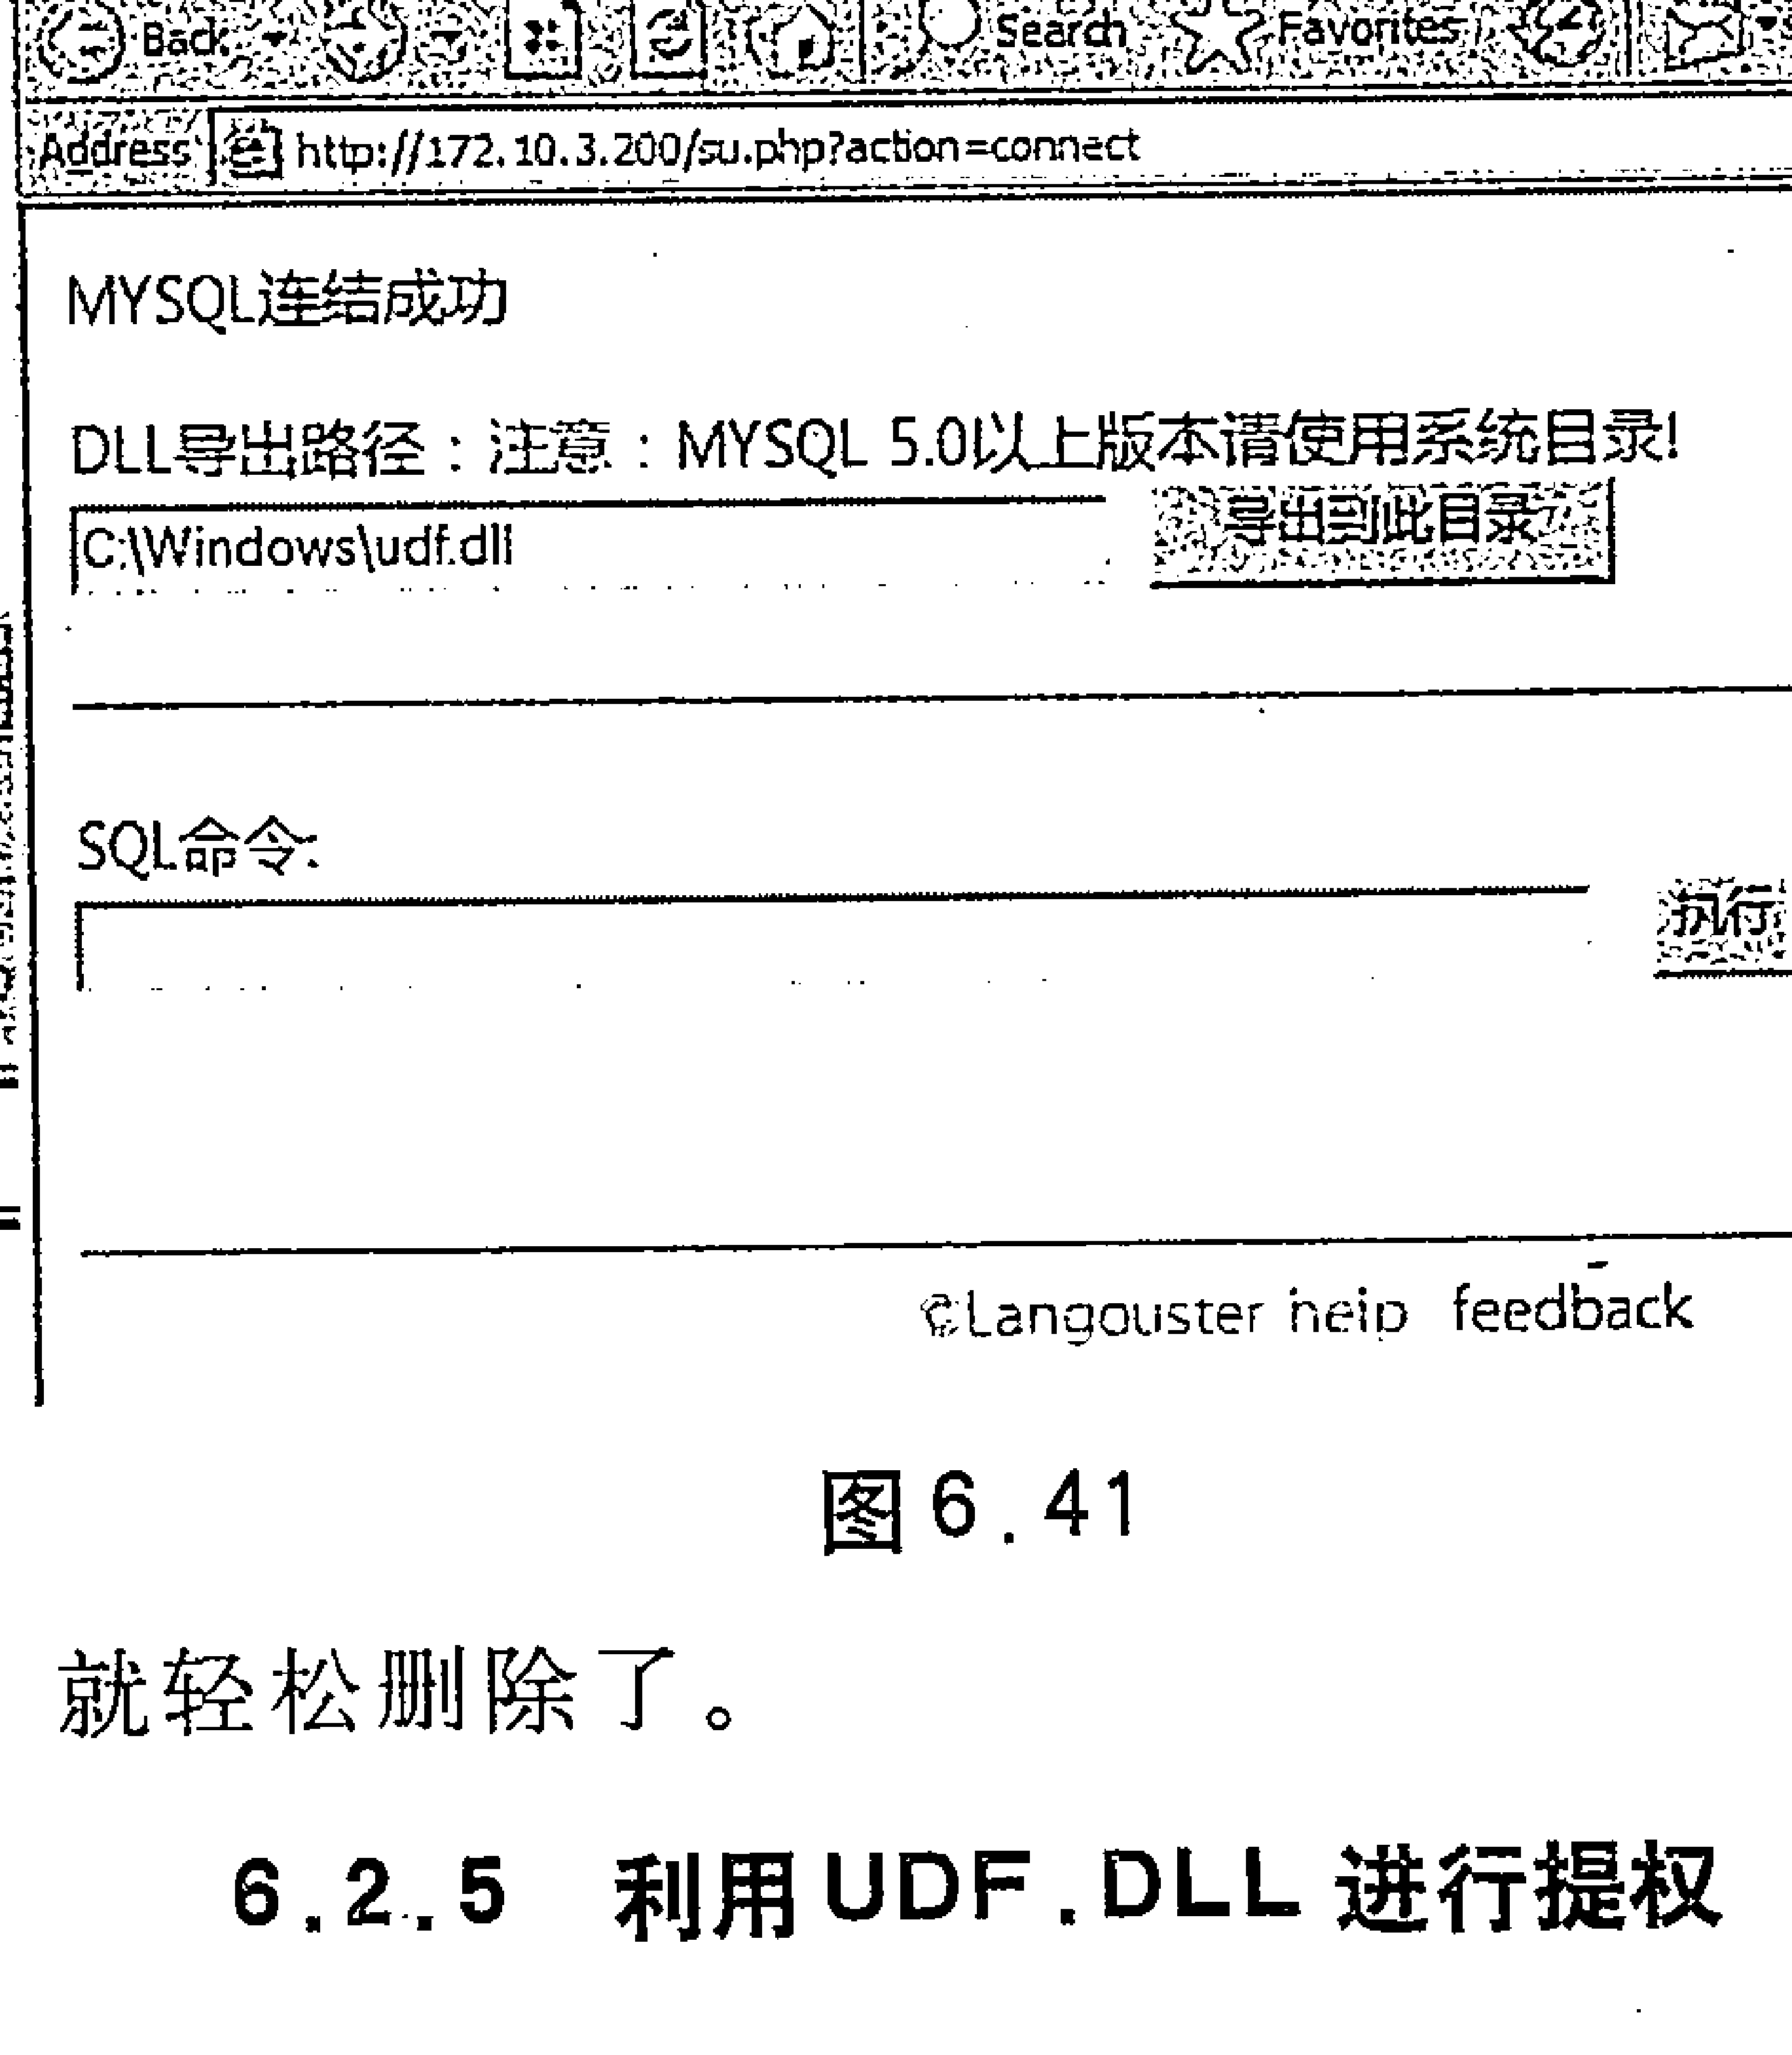 Back Search Favorites
Address http://172.10.3.200/su.php?action=connect
MYSQL连结成功
DLL导出路径：注意：MYSQL 5.0以上版本请使用系统目录!
C:\Windows\udf.dll 导出到此目录
SQL命令:
执行
©Langouster help feedback
图6.41
就轻松删除了。
6.2.5 利用UDF.DLL进行提权